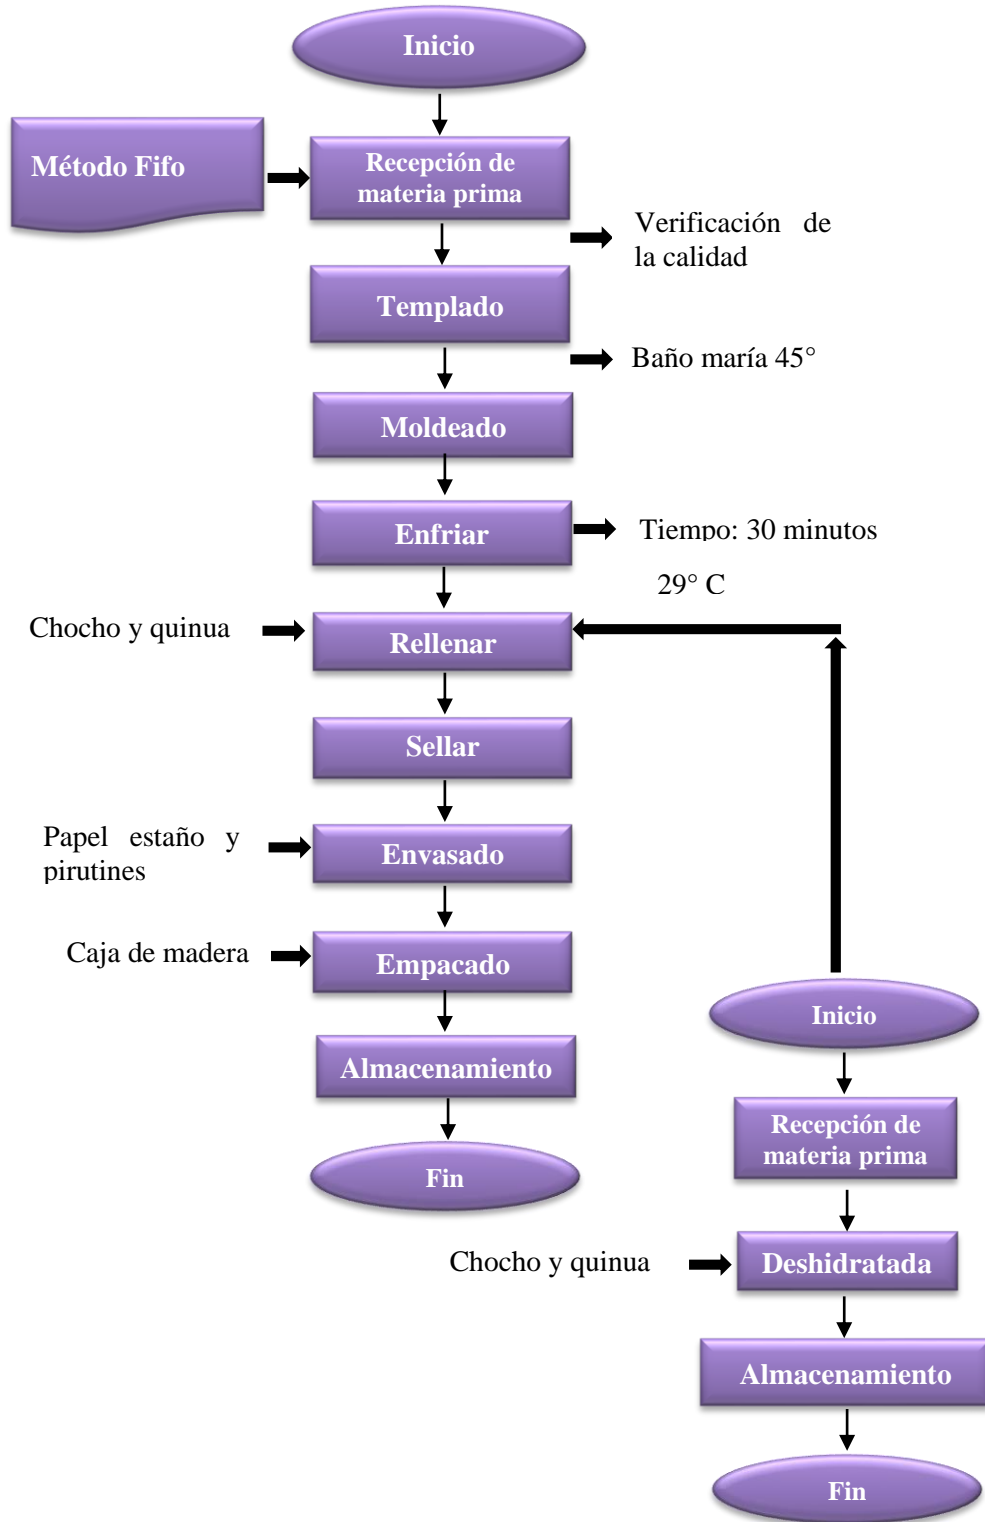 Inicio
Método Fifo
Recepción de
materia prima
Verificación de
la calidad
Templado
Baño maría 45°
Moldeado
Enfriar
Tiempo: 30 minutos
29° C
Chocho y quinua
Rellenar
Sellar
Papel estaño y
pirutines
Envasado
Caja de madera
Empacado
Almacenamiento
Fin
Inicio
Recepción de
materia prima
Chocho y quinua
Deshidratada
Almacenamiento
Fin